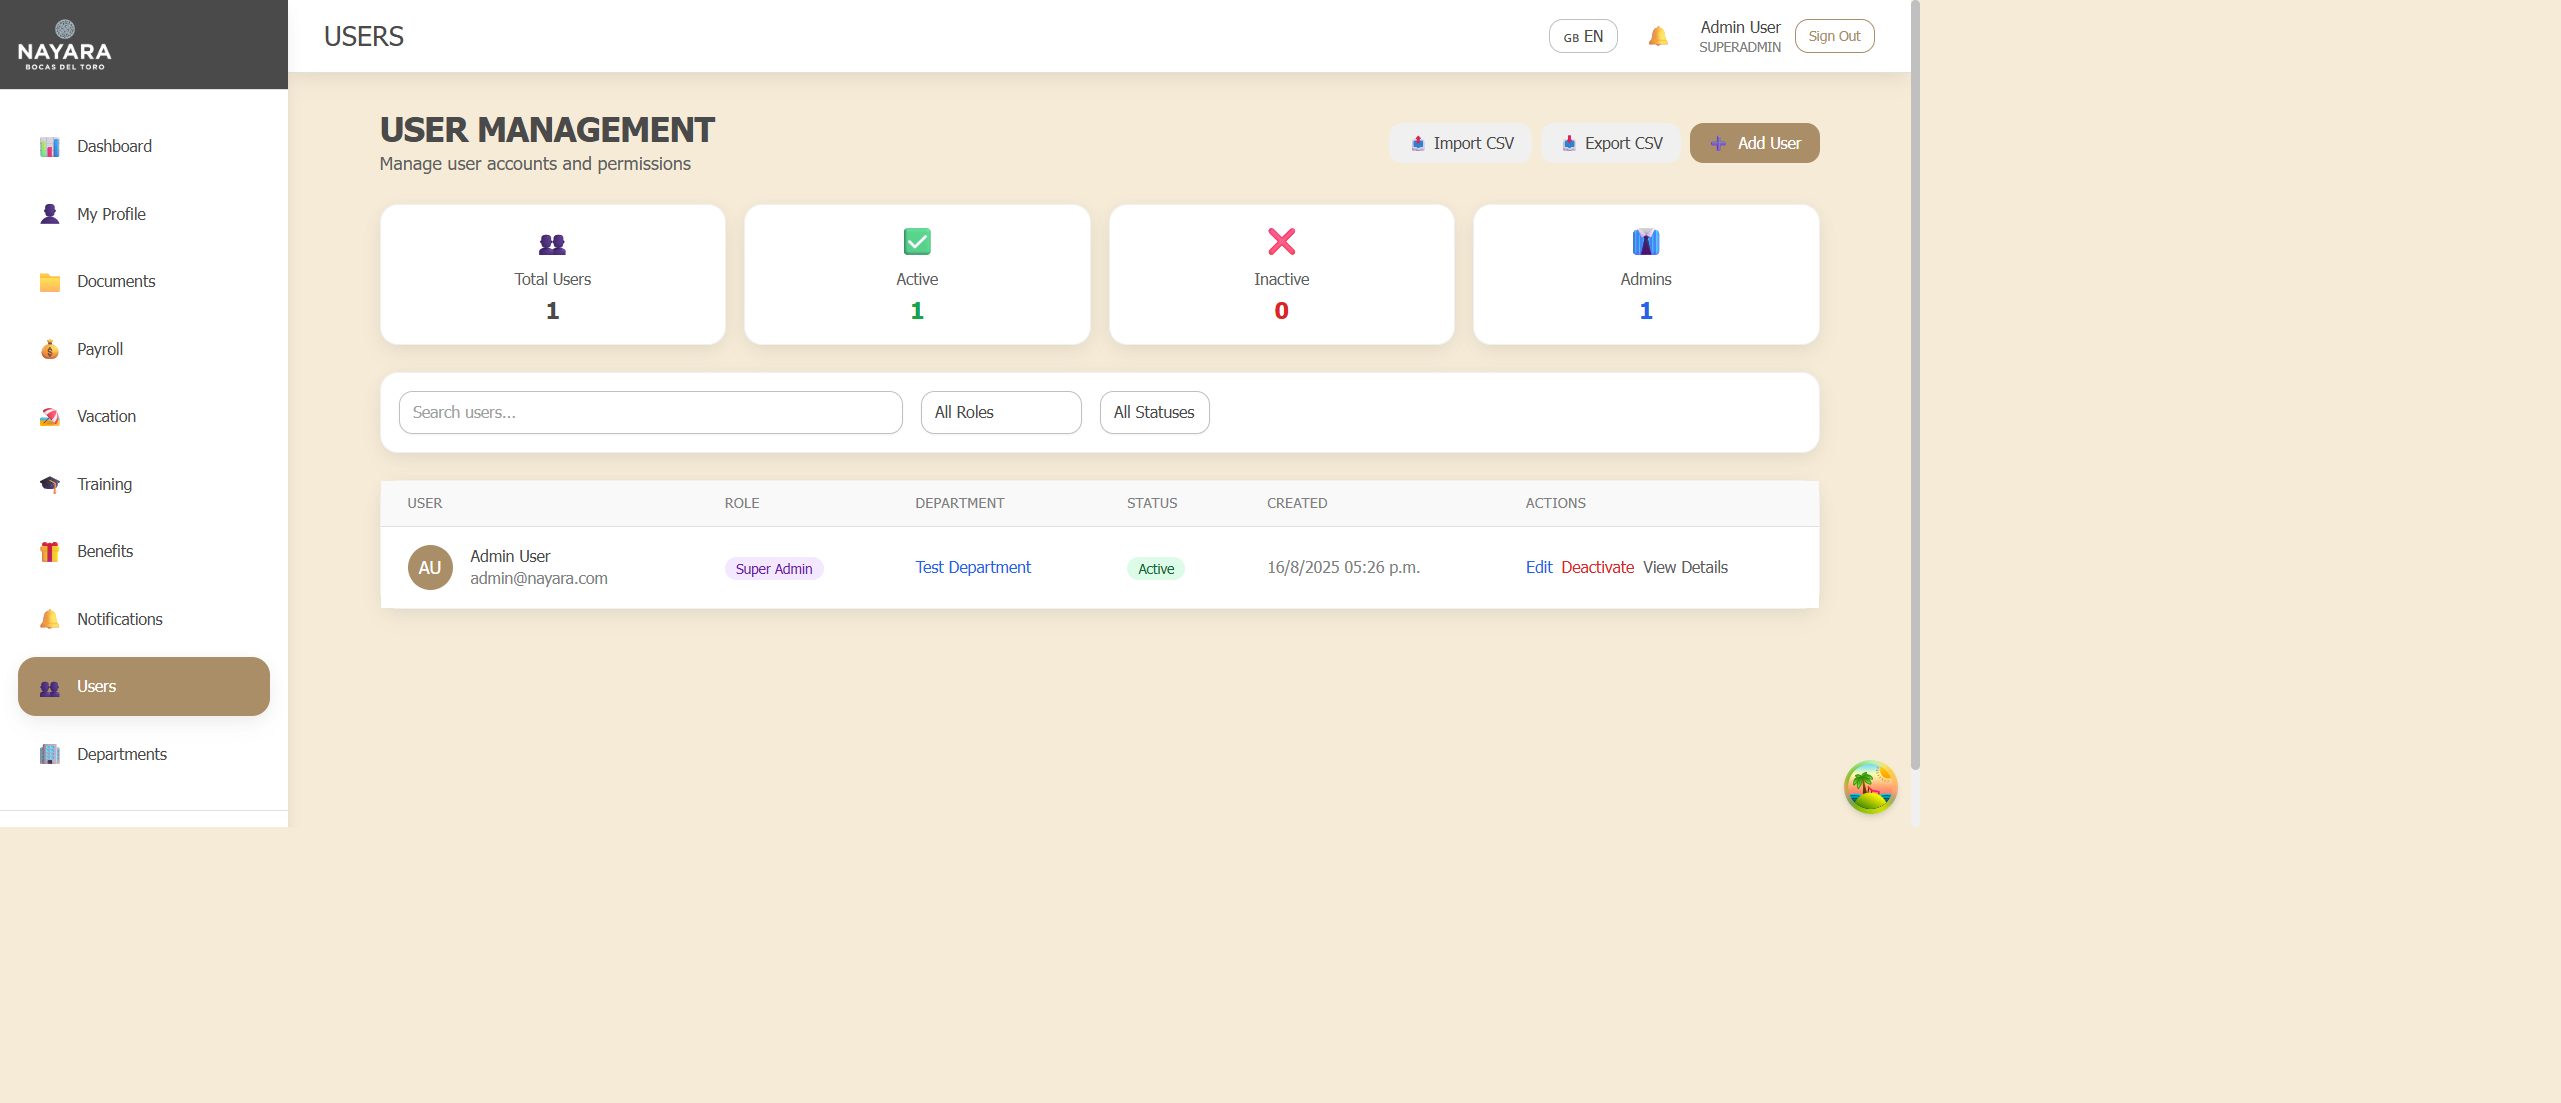 NAYARA
BOCAS DEL TORO
USERS
GB EN
Admin User
SUPERADMIN
Sign Out
Dashboard
My Profile
Documents
Payroll
Vacation
Training
Benefits
Notifications
Users
Departments
USER MANAGEMENT
Manage user accounts and permissions
Import CSV
Export CSV
Add User
Total Users
1
Active
1
Inactive
0
Admins
1
Search users...
All Roles
All Statuses
USER ROLE DEPARTMENT STATUS CREATED ACTIONS
AU
Admin User
admin@nayara.com
Super Admin
Test Department
Active
16/8/2025 05:26 p.m.
Edit Deactivate View Details